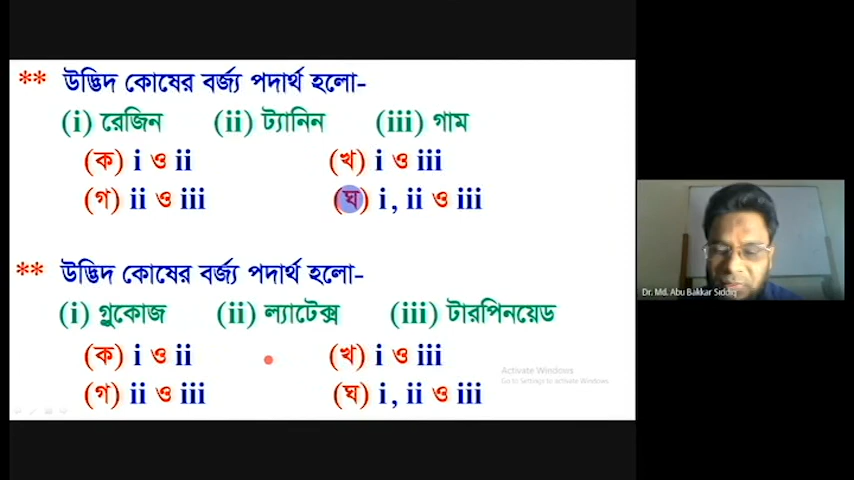 ** উদ্ভিদ কোষের বর্জ্য পদার্থ হলো-
(i) রেজিন (ii) ট্যানিন (iii) গাম
(ক) i ও ii (খ) i ও iii
(গ) ii ও iii (ঘ) i, ii ও iii
** উদ্ভিদ কোষের বর্জ্য পদার্থ হলো-
(i) গ্লুকোজ (ii) ল্যাটেক্স (iii) টারপিনয়েড
(ক) i ও ii (খ) i ও iii
(গ) ii ও iii (ঘ) i, ii ও iii
Activate Windows
Go to Settings to activate Windows.
Dr. Md. Abu Bakkar Siddiq